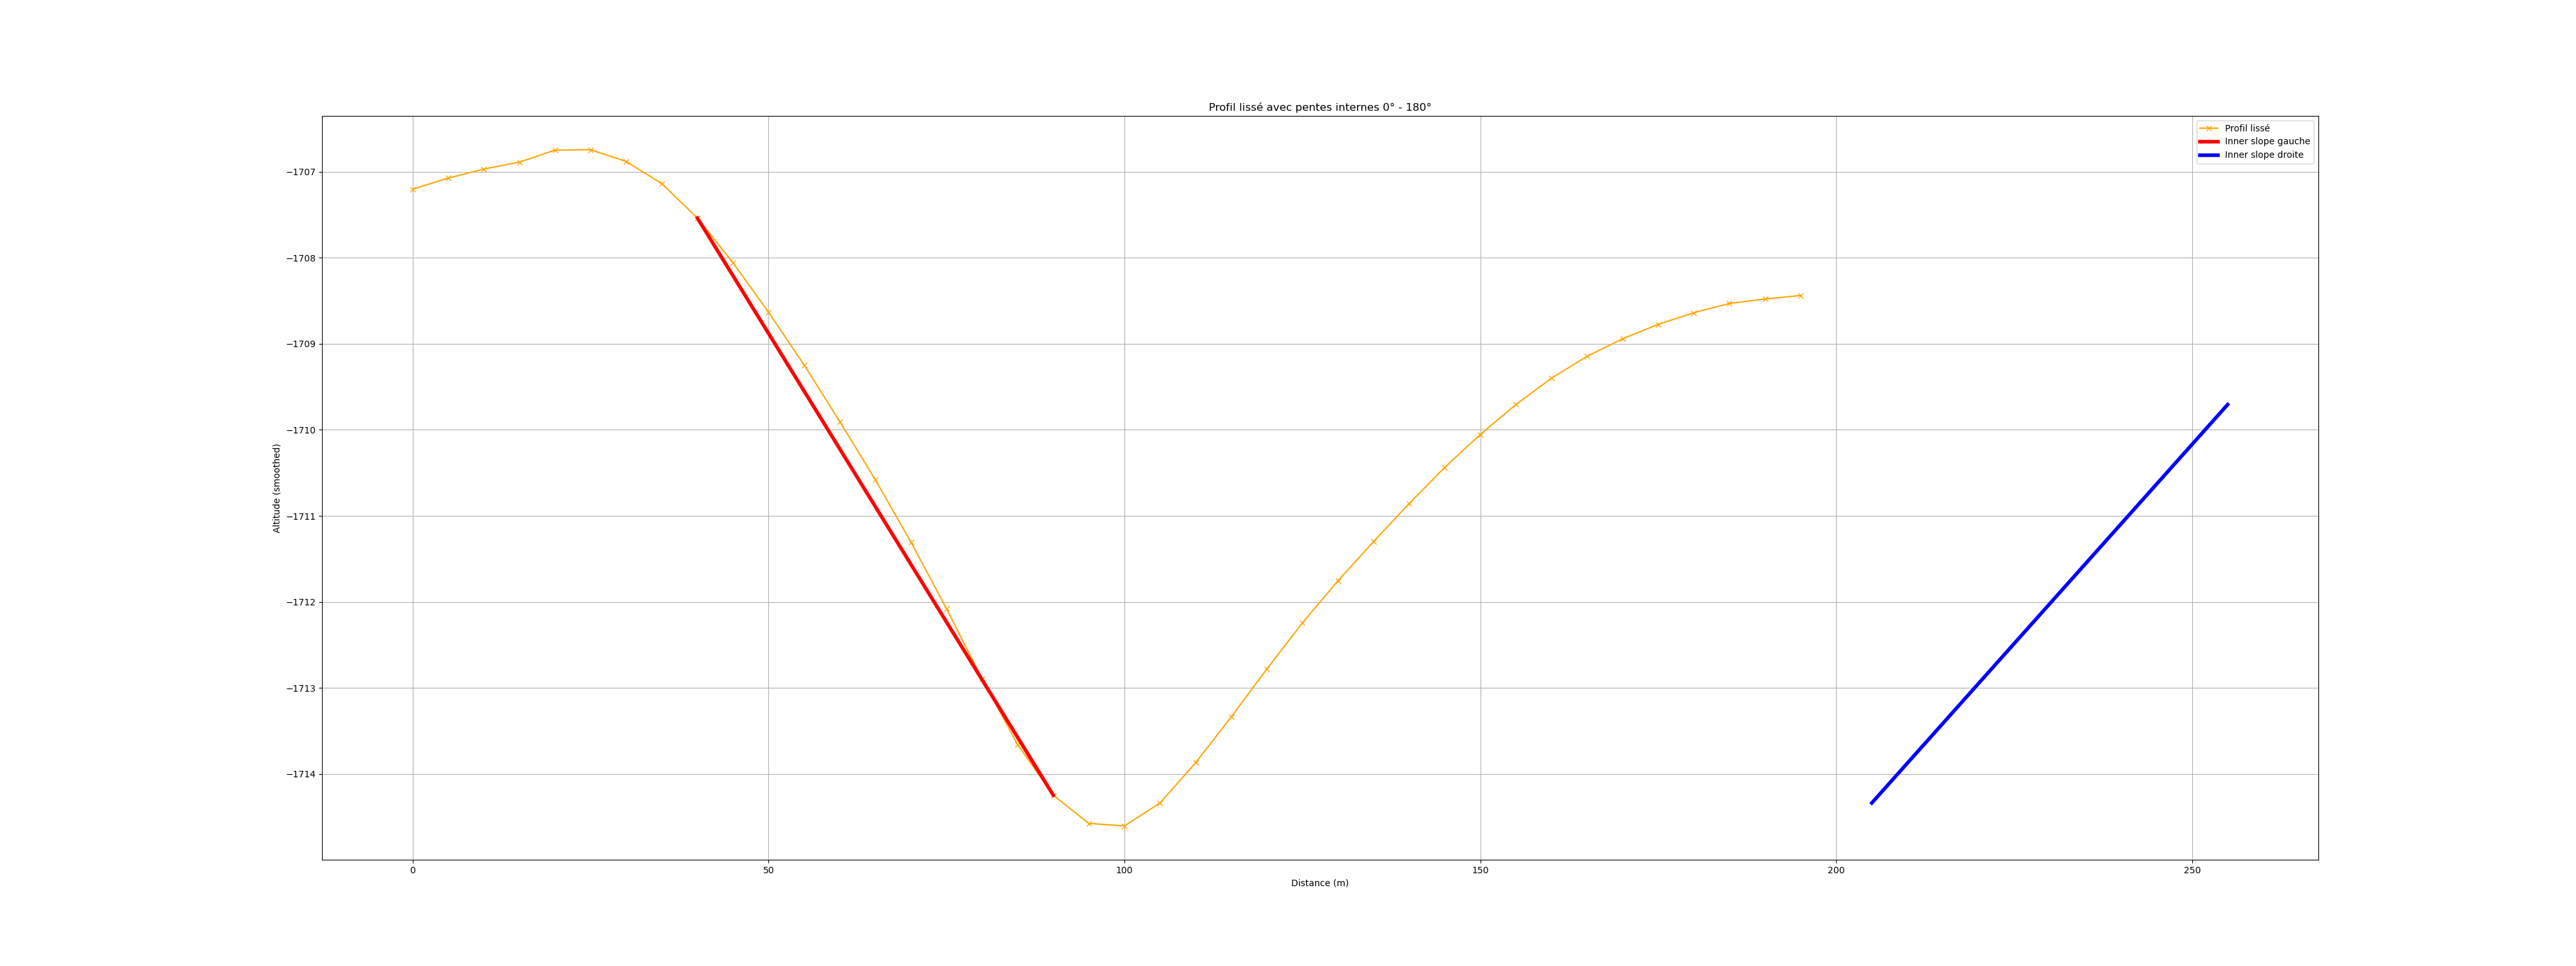 Profil lissé avec pentes internes 0° - 180°
Profil lissé
Inner slope gauche
Inner slope droite
−1707
−1708
−1709
−1710
−1711
−1712
−1713
−1714
Altitude (smoothed)
0 50 100 150 200 250
Distance (m)